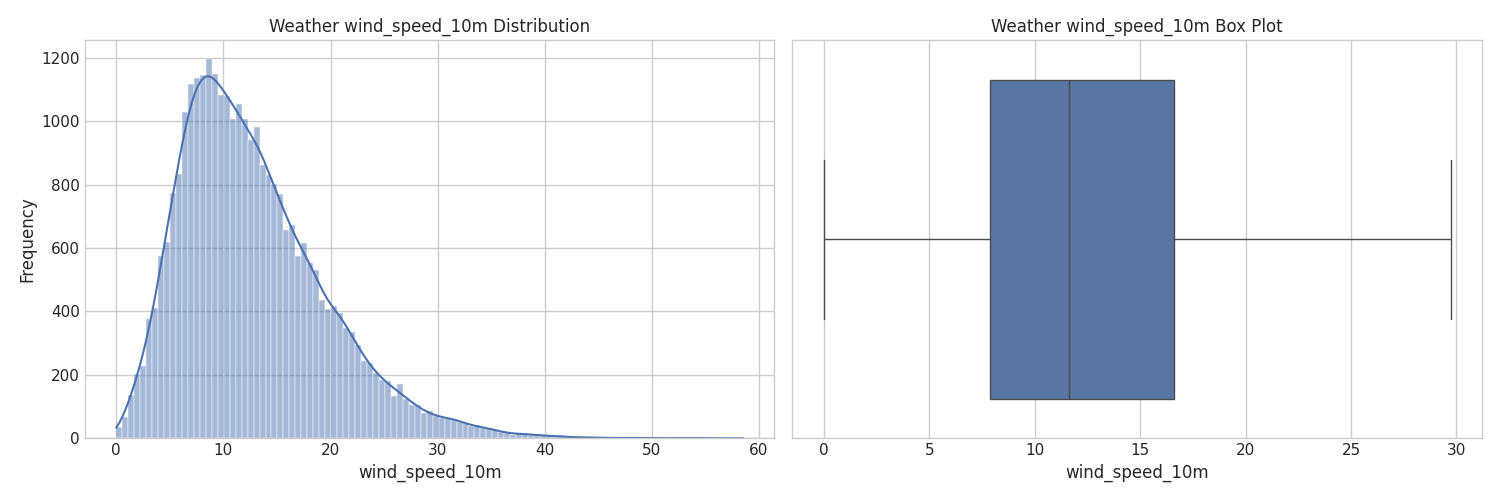 Weather wind_speed_10m Distribution
1200
1000
800
600
400
200
0
Frequency
0 10 20 30 40 50 60
wind_speed_10m
Weather wind_speed_10m Box Plot
0 5 10 15 20 25 30
wind_speed_10m